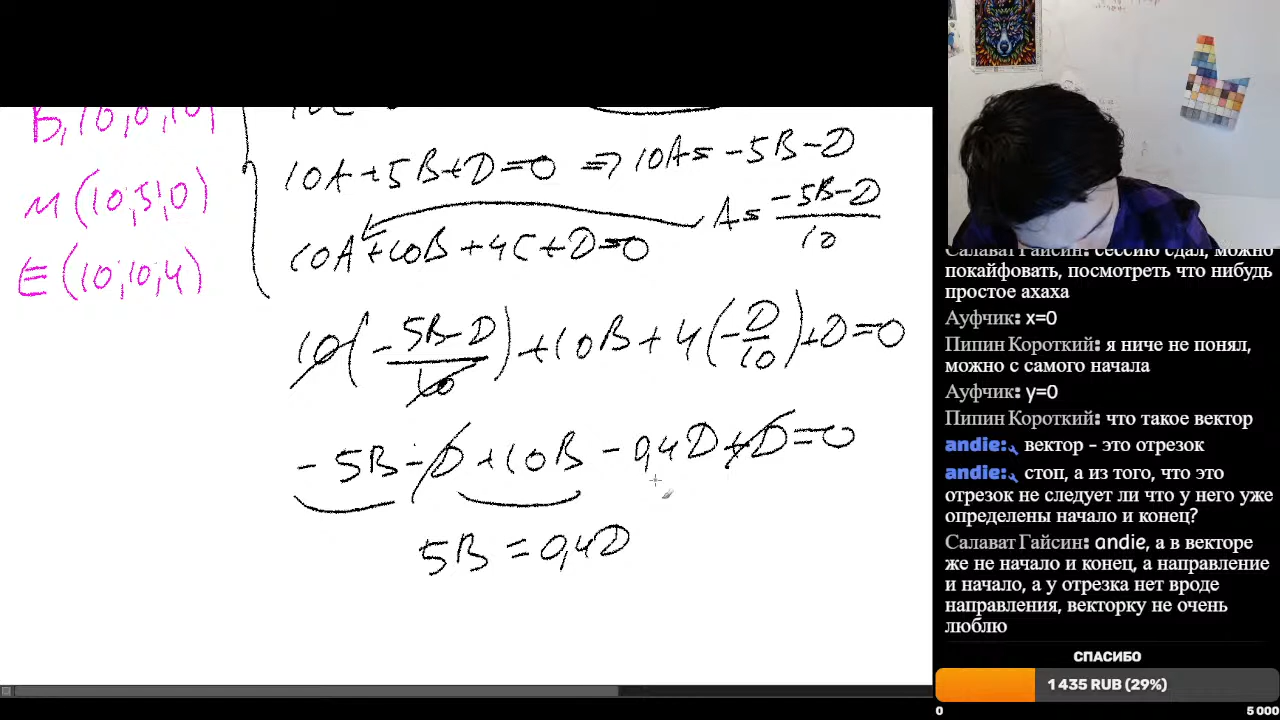 B₁(10,0,10)
M(10,5,0)
E(10,10,4)
10A+5B+D=0 => 10A=-5B-D
A=(-5B-D)/10
10A+10B+4C+D=0
10(-5B-D/10)+10B+4(-D/10)+D=0
-5B-D+10B-0,4D+D=0
5B=0,4D
Салават Гайсин: сессию сдал, можно
покайфовать, посмотреть что нибудь
простое ахаха
Ауфчик: x=0
Пипин Короткий: я ниче не понял,
можно с самого начала
Ауфчик: y=0
Пипин Короткий: что такое вектор
andie: вектор - это отрезок
andie: стоп, а из того, что это
отрезок не следует ли что у него уже
определены начало и конец?
Салават Гайсин: andie, а в векторе
же не начало и конец, а направление
и начало, а у отрезка нет вроде
направления, векторку не очень
люблю
СПАСИБО
1 435 RUB (29%)
0 5 000